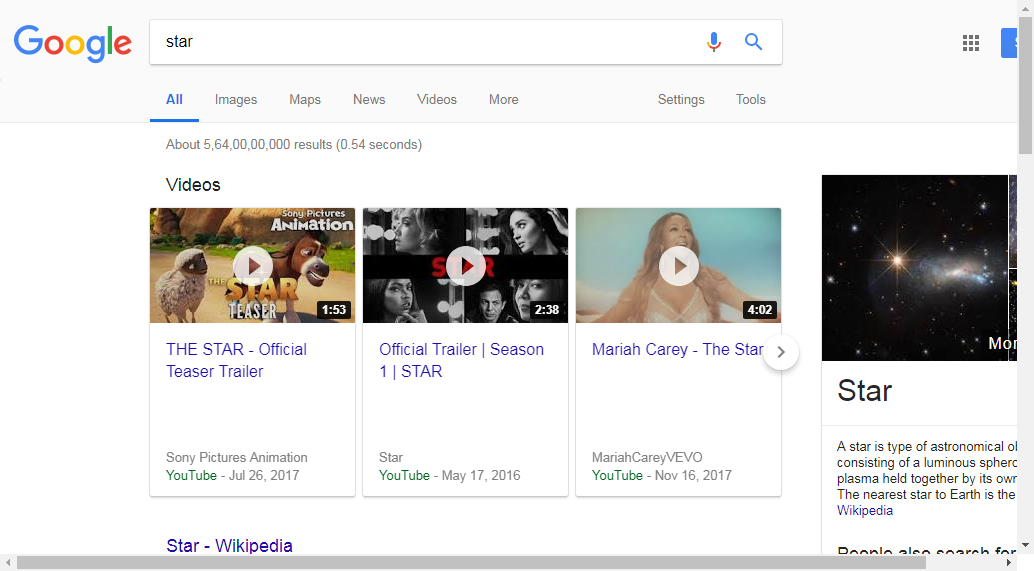 Google
star
All
Images
Maps
News
Videos
More
Settings
Tools
About 5,64,00,00,000 results (0.54 seconds)
Videos
Sony Pictures
ANIMATION
THE
STAR
TEASER
1:53
STAR
2:38
4:02
THE STAR - Official
Teaser Trailer
Official Trailer | Season
1 | STAR
Mariah Carey - The Star
Sony Pictures Animation
YouTube - Jul 26, 2017
Star
YouTube - May 17, 2016
MariahCareyVEVO
YouTube - Nov 16, 2017
Star - Wikipedia
Mor
Star
A star is type of astronomical ob
consisting of a luminous sphero
plasma held together by its own
The nearest star to Earth is the
Wikipedia
People also search for